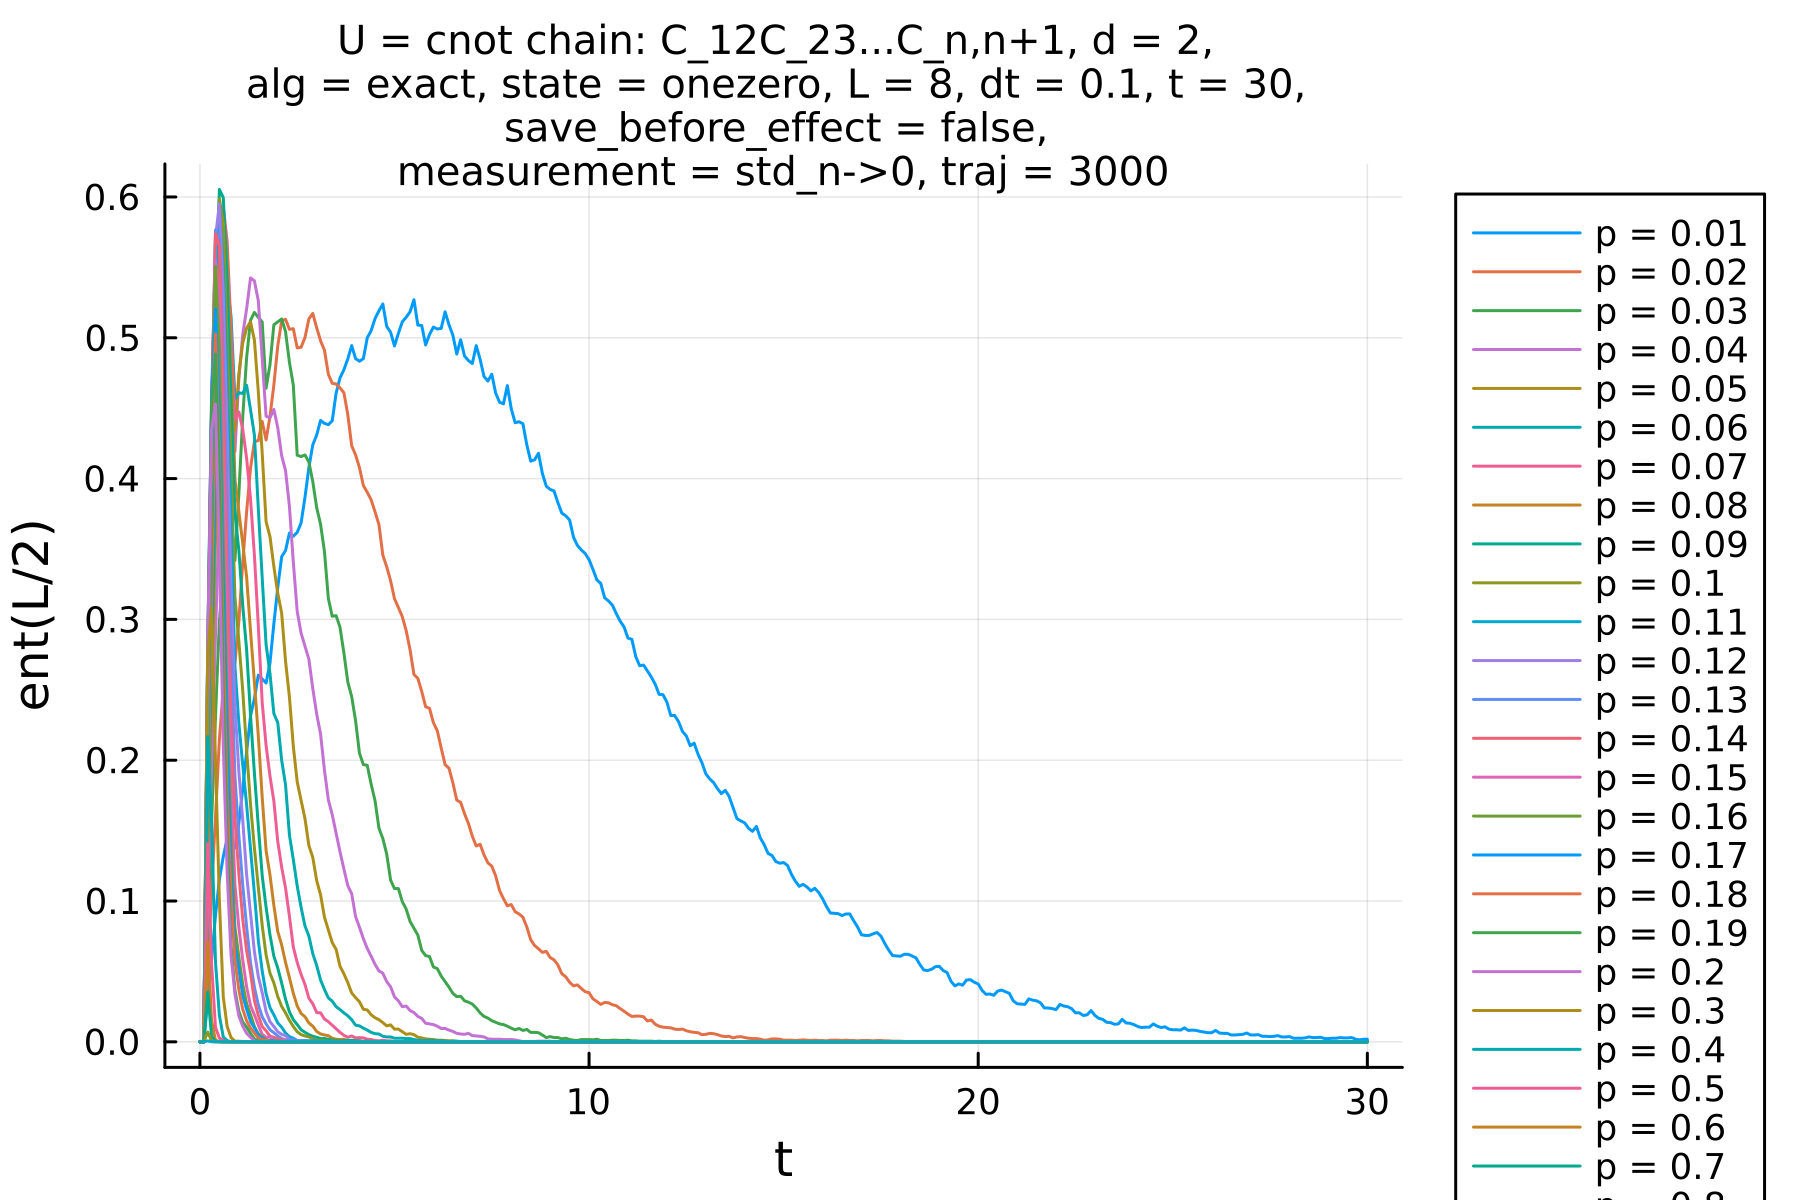 U = cnot chain: C_12C_23...C_n,n+1, d = 2,
alg = exact, state = onezero, L = 8, dt = 0.1, t = 30,
save_before_effect = false,
measurement = std_n->0, traj = 3000
ent(L/2)
0.6
0.5
0.4
0.3
0.2
0.1
0.0
0
10
20
30
t
p = 0.01
p = 0.02
p = 0.03
p = 0.04
p = 0.05
p = 0.06
p = 0.07
p = 0.08
p = 0.09
p = 0.1
p = 0.11
p = 0.12
p = 0.13
p = 0.14
p = 0.15
p = 0.16
p = 0.17
p = 0.18
p = 0.19
p = 0.2
p = 0.3
p = 0.4
p = 0.5
p = 0.6
p = 0.7